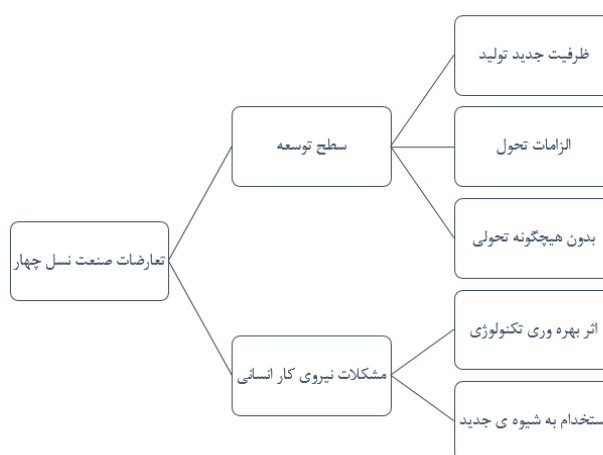 تعارضات صنعت نسل چهار
سطح توسعه
ظرفیت جدید تولید
الزامات تحول
بدون هیچگونه تحولی
مشکلات نیروی کار انسانی
اثر بهره وری تکنولوژی
ستخدام به شیوه ی جدید